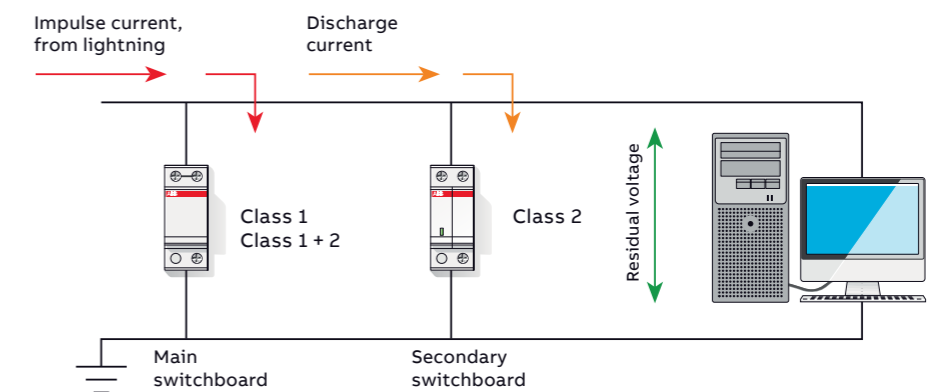 Impulse current,
from lightning
Discharge
current
Class 1
Class 1 + 2
Class 2
Residual voltage
Main
switchboard
Secondary
switchboard